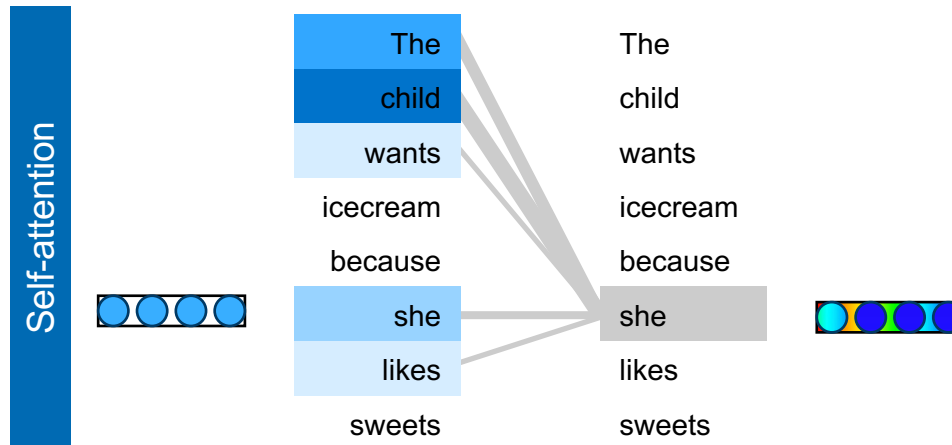 Self-attention
The
child
wants
icecream
because
she
likes
sweets
The
child
wants
icecream
because
she
likes
sweets